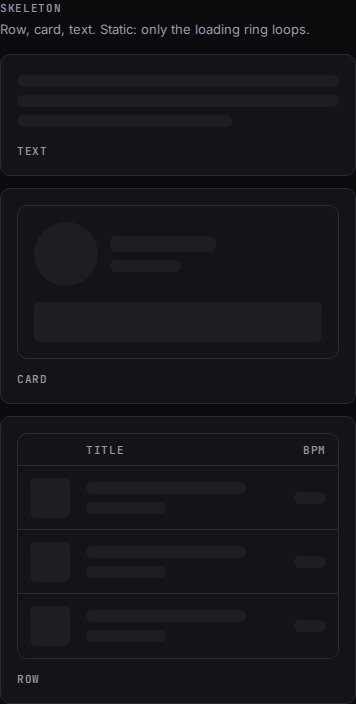 SKELETON
Row, card, text. Static: only the loading ring loops.
TEXT
CARD
TITLE BPM
ROW